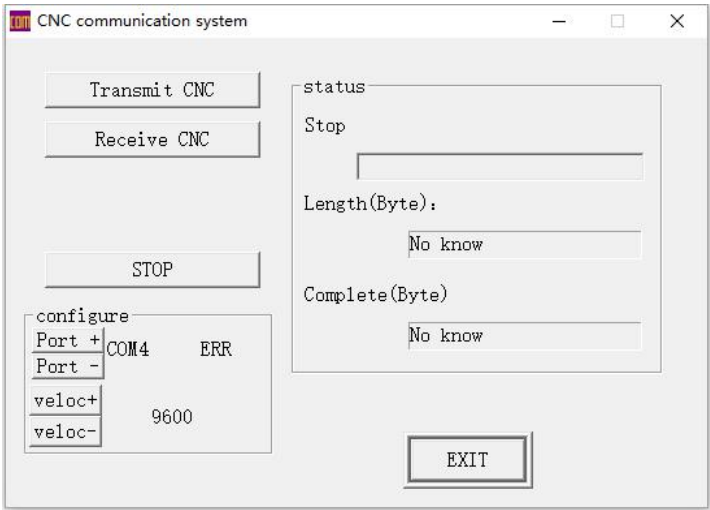 com CNC communication system
Transmit CNC
Receive CNC
STOP
configure
Port +
COM4 ERR
Port -
veloc+
9600
veloc-
status
Stop
Length(Byte):
No know
Complete(Byte)
No know
EXIT